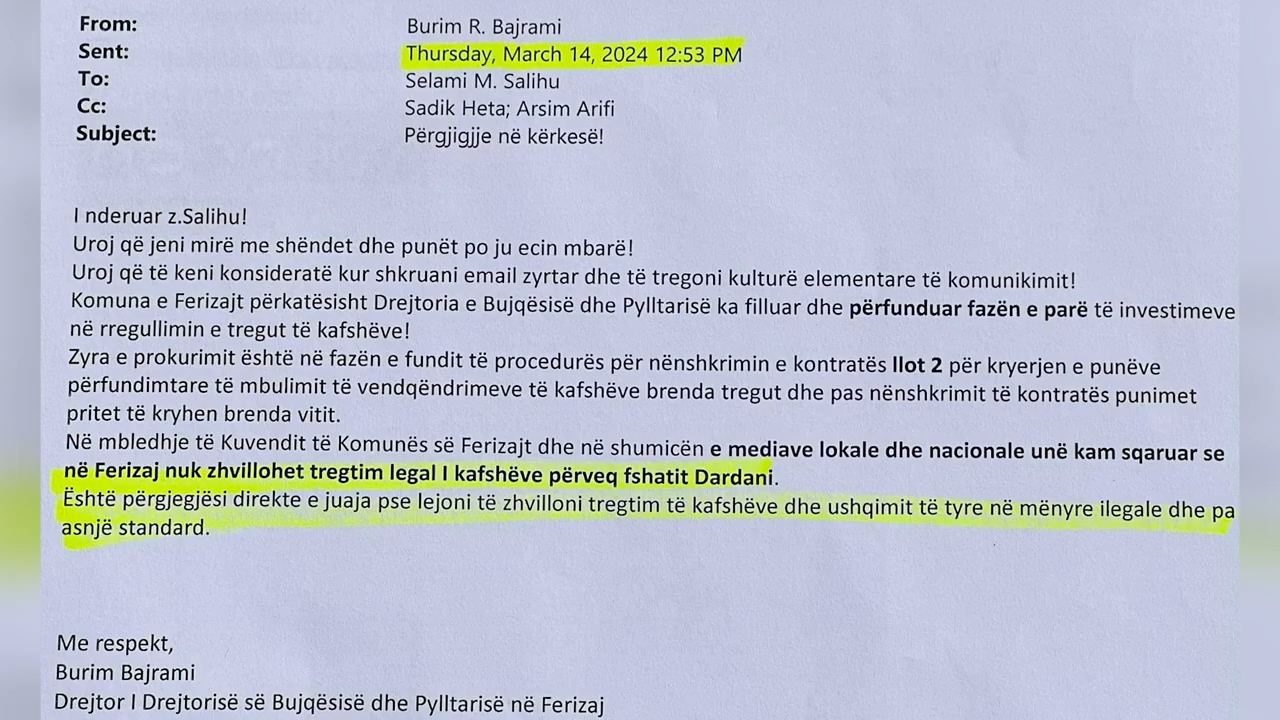 From: Burim R. Bajrami
Sent: Thursday, March 14, 2024 12:53 PM
To: Selami M. Salihu
Cc: Sadik Heta; Arsim Arifi
Subject: Përgjigjje në kërkesë!
I nderuar z.Salihu!
Uroj që jeni mirë me shëndet dhe punët po ju ecin mbarë!
Uroj që të keni konsideratë kur shkruani email zyrtar dhe të tregoni kulturë elementare të komunikimit!
Komuna e Ferizajt përkatësisht Drejtoria e Bujqësisë dhe Pylltarisë ka filluar dhe përfunduar fazën e parë të investimeve
në rregullimin e tregut të kafshëve!
Zyra e prokurimit është në fazën e fundit të procedurës për nënshkrimin e kontratës llot 2 për kryerjen e punëve
përfundimtare të mbulimit të vendqëndrimeve të kafshëve brenda tregut dhe pas nënshkrimit të kontratës punimet
pritet të kryhen brenda vitit.
Në mbledhje të Kuvendit të Komunës së Ferizajt dhe në shumicën e mediave lokale dhe nacionale unë kam sqaruar se
në Ferizaj nuk zhvillohet tregtim legal I kafshëve përveq fshatit Dardani.
Është përgjegjësi direkte e juaja pse lejoni të zhvilloni tregtim të kafshëve dhe ushqimit të tyre në mënyre ilegale dhe pa
asnjë standard.
Me respekt,
Burim Bajrami
Drejtor I Drejtorisë së Bujqësisë dhe Pylltarisë në Ferizaj